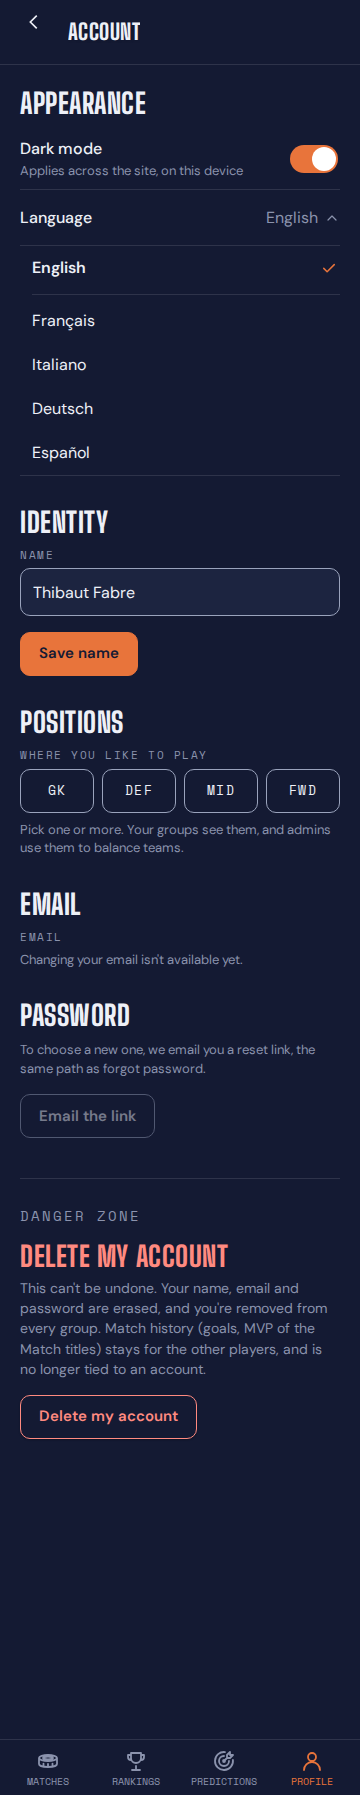 ACCOUNT
APPEARANCE
Dark mode
Applies across the site, on this device
Language English
English
Français
Italiano
Deutsch
Español
IDENTITY
NAME
Thibaut Fabre
Save name
POSITIONS
WHERE YOU LIKE TO PLAY
GK DEF MID FWD
Pick one or more. Your groups see them, and admins
use them to balance teams.
EMAIL
EMAIL
Changing your email isn't available yet.
PASSWORD
To choose a new one, we email you a reset link, the
same path as forgot password.
Email the link
DANGER ZONE
DELETE MY ACCOUNT
This can't be undone. Your name, email and
password are erased, and you're removed from
every group. Match history (goals, MVP of the
Match titles) stays for the other players, and is
no longer tied to an account.
Delete my account
MATCHES RANKINGS PREDICTIONS PROFILE